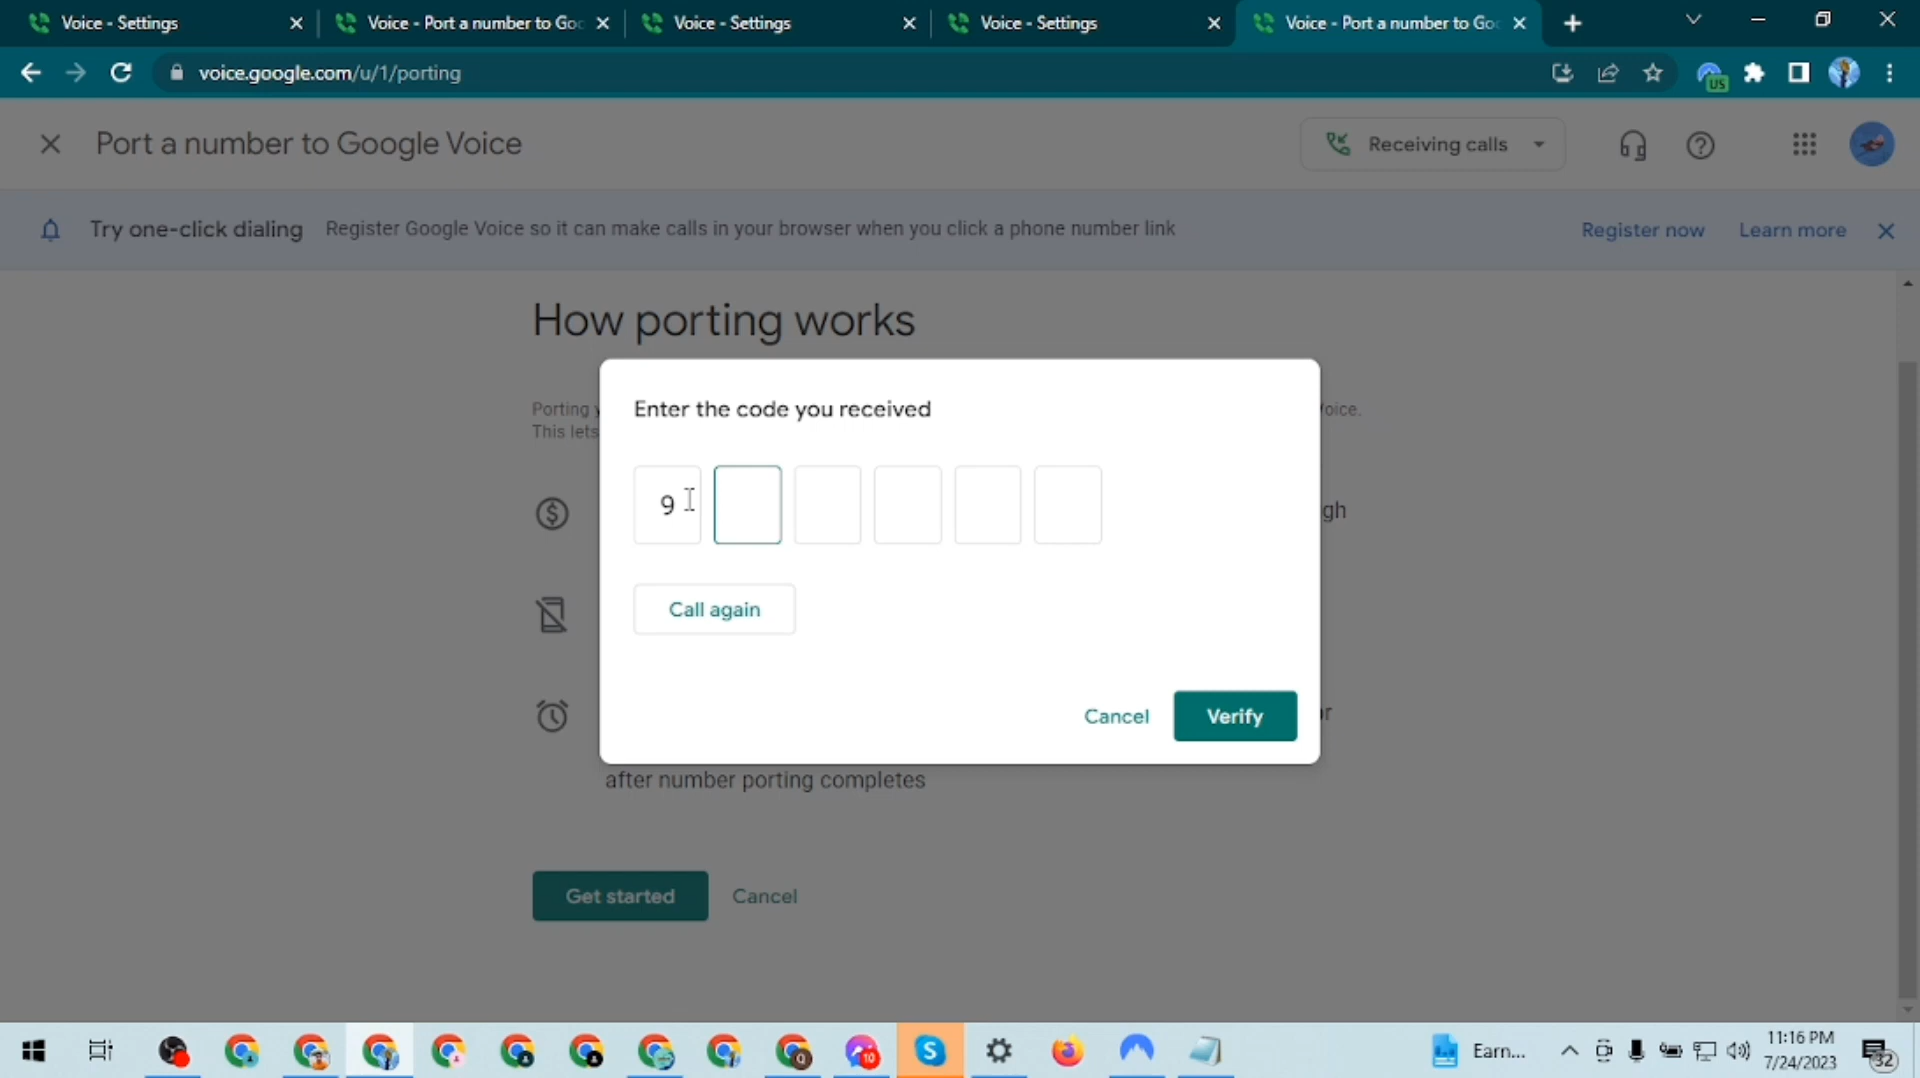 Voice - Settings
Voice - Port a number to Goo
Voice - Settings
Voice - Settings
Voice - Port a number to Goo
voice.google.com/u/1/porting
US
Port a number to Google Voice
Receiving calls
Try one-click dialing
Register Google Voice so it can make calls in your browser when you click a phone number link
Register now
Learn more
How porting works
Porting
oice.
This lets
Enter the code you received
9
gh
Call again
Cancel
Verify
r
after number porting completes
Get started
Cancel
Q
10
Earn...
11:16 PM
7/24/2023
32